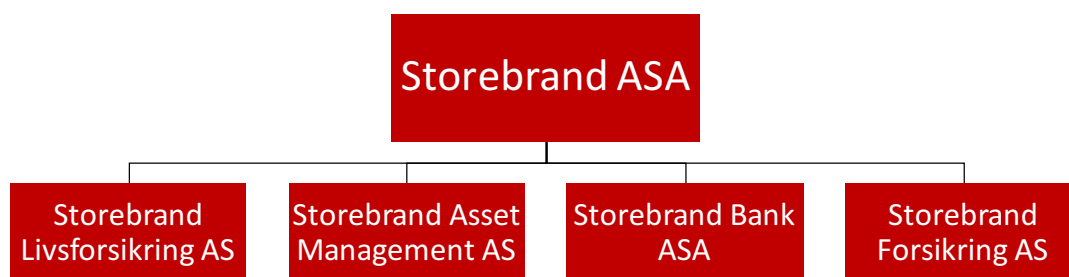 Storebrand ASA
Storebrand
Livsforsikring AS
Storebrand Asset
Management AS
Storebrand Bank
ASA
Storebrand
Forsikring AS